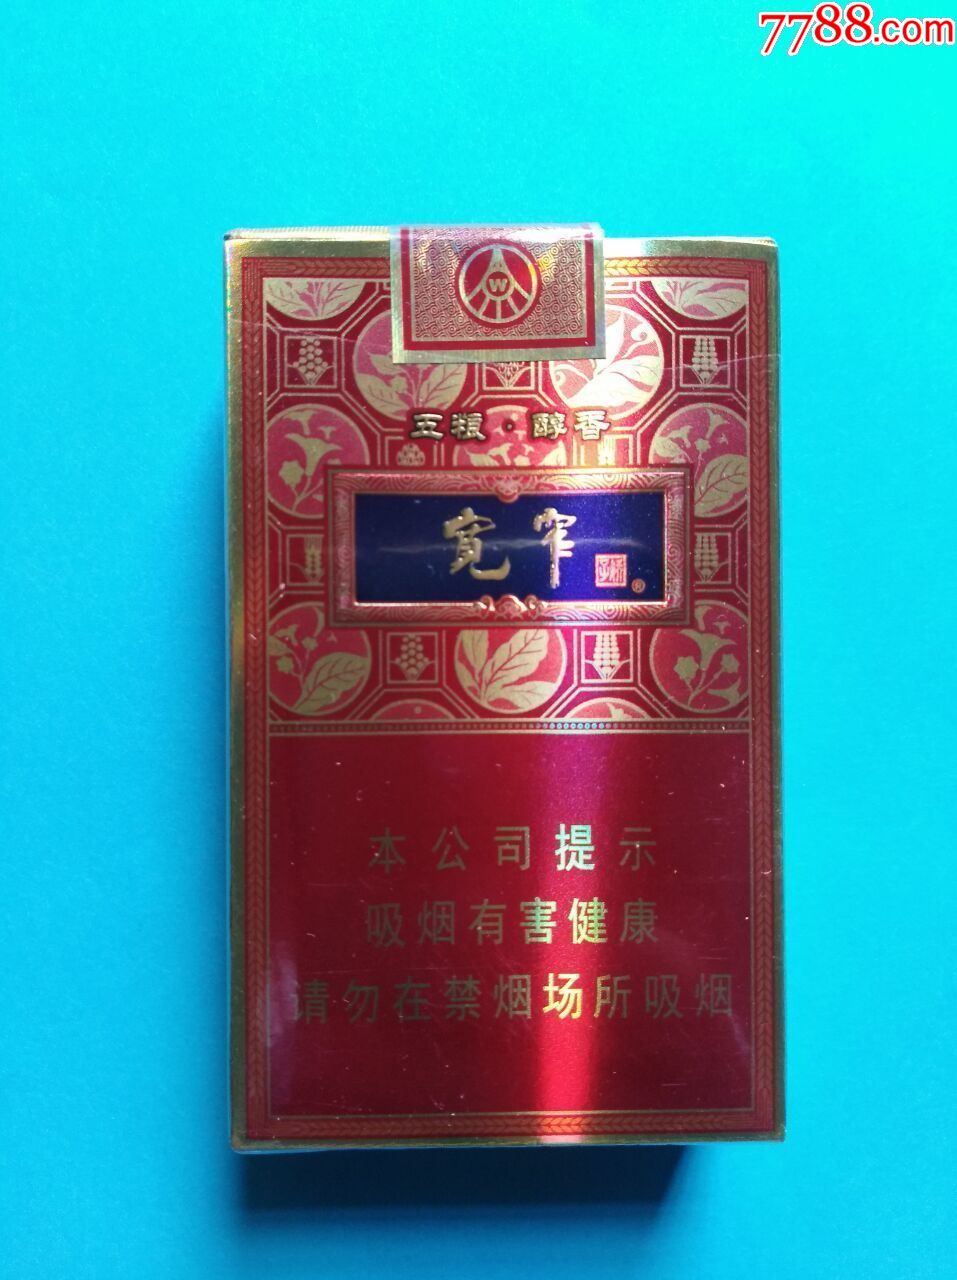 7788.com
W
五粮·醇香
宽窄
®
本公司提示
吸烟有害健康
请勿在禁烟场所吸烟